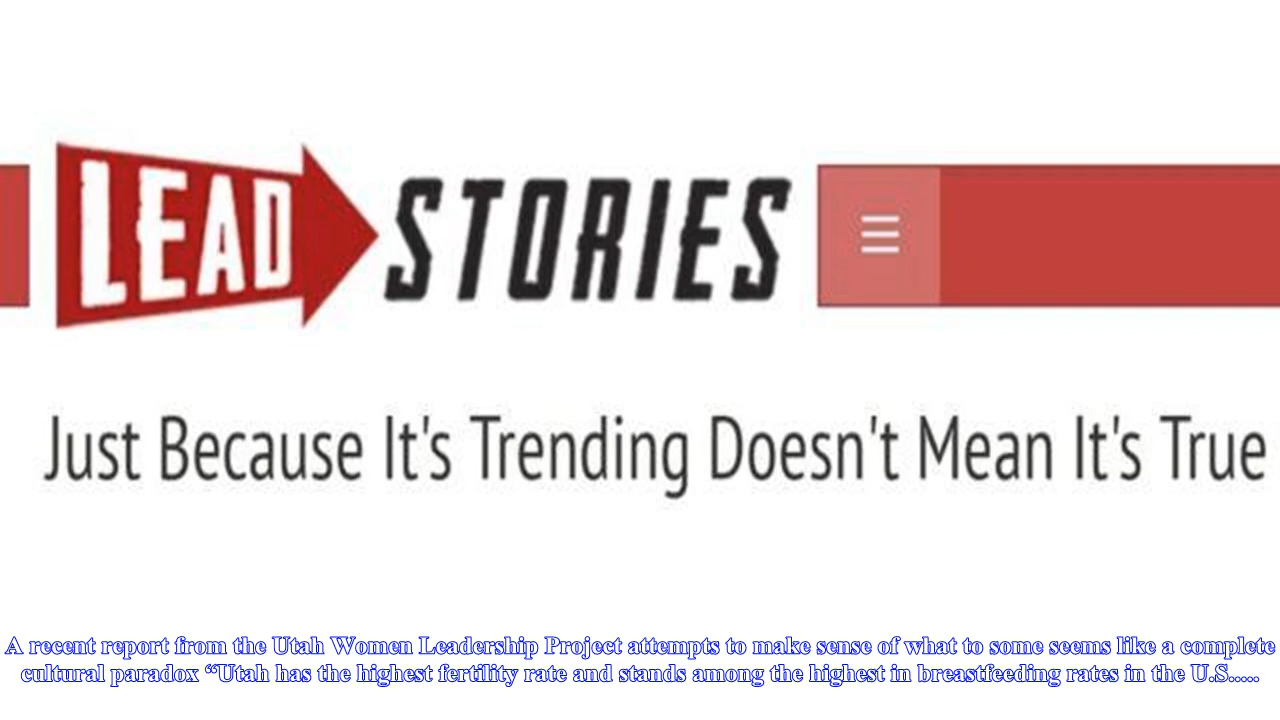 LEAD STORIES
Just Because It's Trending Doesn't Mean It's True
A recent report from the Utah Women Leadership Project attempts to make sense of what to some seems like a complete
cultural paradox “Utah has the highest fertility rate and stands among the highest in breastfeeding rates in the U.S.....